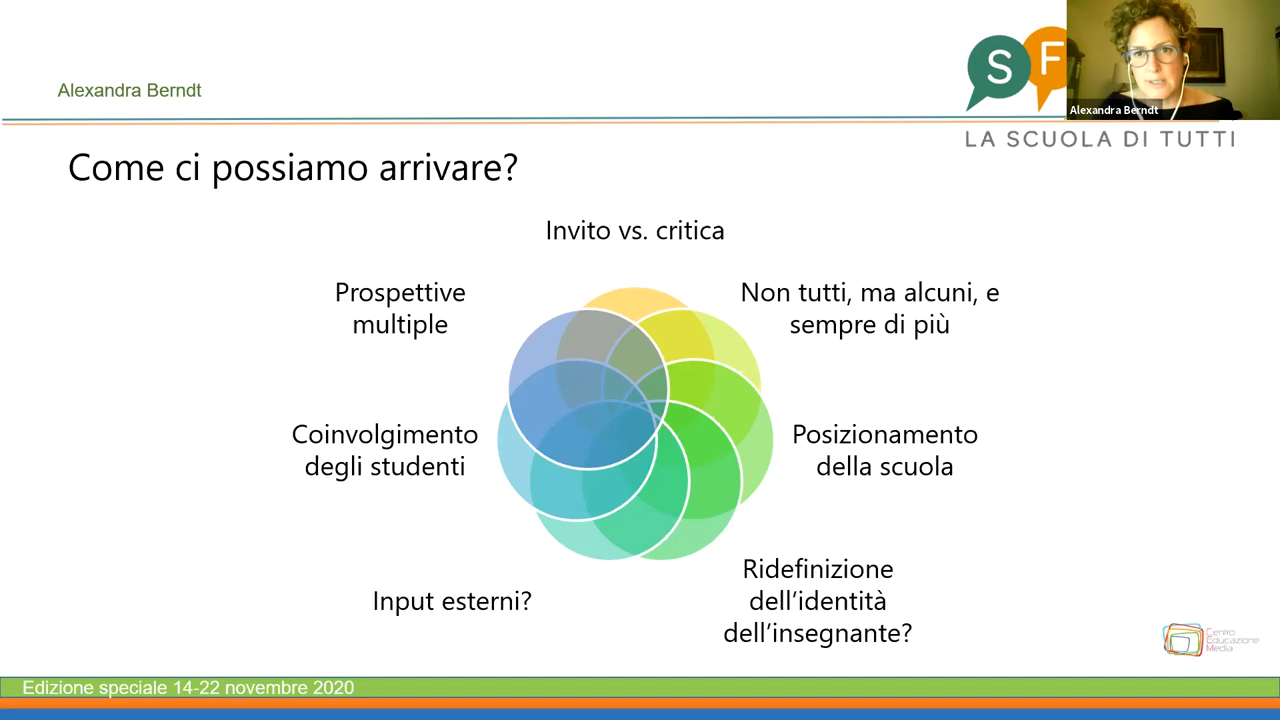 Alexandra Berndt
S F
Alexandra Berndt
LA SCUOLA DI TUTTI
Come ci possiamo arrivare?
Invito vs. critica
Prospettive
multiple
Non tutti, ma alcuni, e
sempre di più
Coinvolgimento
degli studenti
Posizionamento
della scuola
Input esterni?
Ridefinizione
dell’identità
dell’insegnante?
Centro
Educazione
Media
Edizione speciale 14-22 novembre 2020